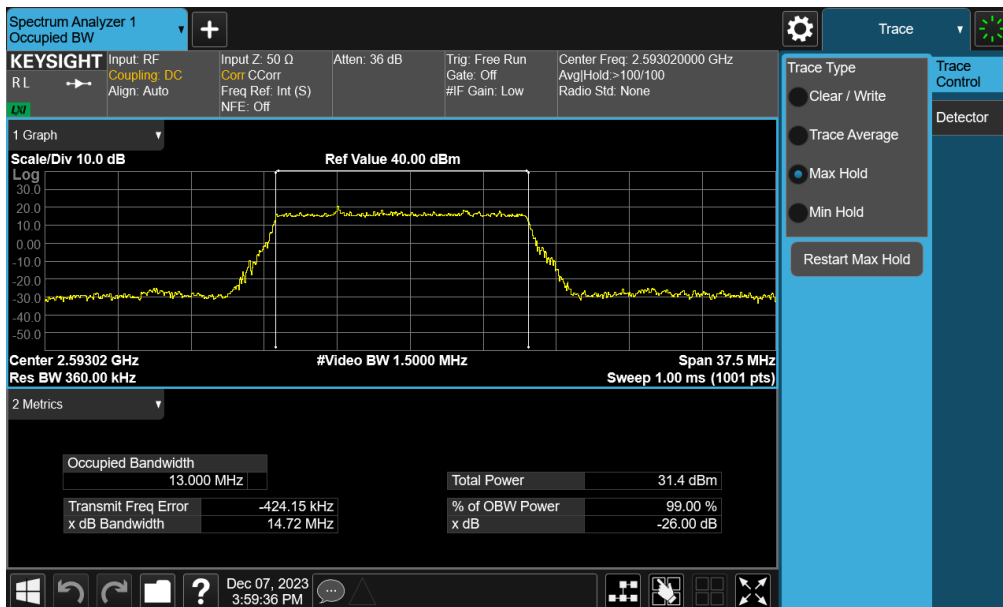 Spectrum Analyzer 1
Occupied BW
+
Trace
KEYSIGHT
R L
LXI
Input: RF
Coupling: DC
Align: Auto
Input Z: 50 Ω
Corr CCorr
Freq Ref: Int (S)
NFE: Off
Atten: 36 dB
Trig: Free Run
Gate: Off
#IF Gain: Low
Center Freq: 2.593020000 GHz
Avg|Hold:>100/100
Radio Std: None
Trace Type
Clear / Write
Trace Average
Max Hold
Min Hold
Restart Max Hold
Trace
Control
Detector
1 Graph
Scale/Div 10.0 dB
Ref Value 40.00 dBm
Log
30.0
20.0
10.0
0.00
-10.0
-20.0
-30.0
-40.0
-50.0
Center 2.59302 GHz
#Video BW 1.5000 MHz
Span 37.5 MHz
Res BW 360.00 kHz
Sweep 1.00 ms (1001 pts)
2 Metrics
Occupied Bandwidth
13.000 MHz
Total Power 31.4 dBm
Transmit Freq Error -424.15 kHz
% of OBW Power 99.00 %
x dB Bandwidth 14.72 MHz
x dB -26.00 dB
?
Dec 07, 2023
3:59:36 PM